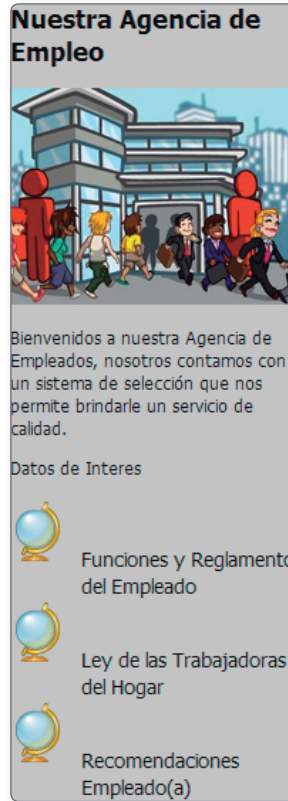 Nuestra Agencia de
Empleo
Bienvenidos a nuestra Agencia de
Empleados, nosotros contamos con
un sistema de selección que nos
permite brindarle un servicio de
calidad.
Datos de Interes
Funciones y Reglamento
del Empleado
Ley de las Trabajadoras
del Hogar
Recomendaciones
Empleado(a)